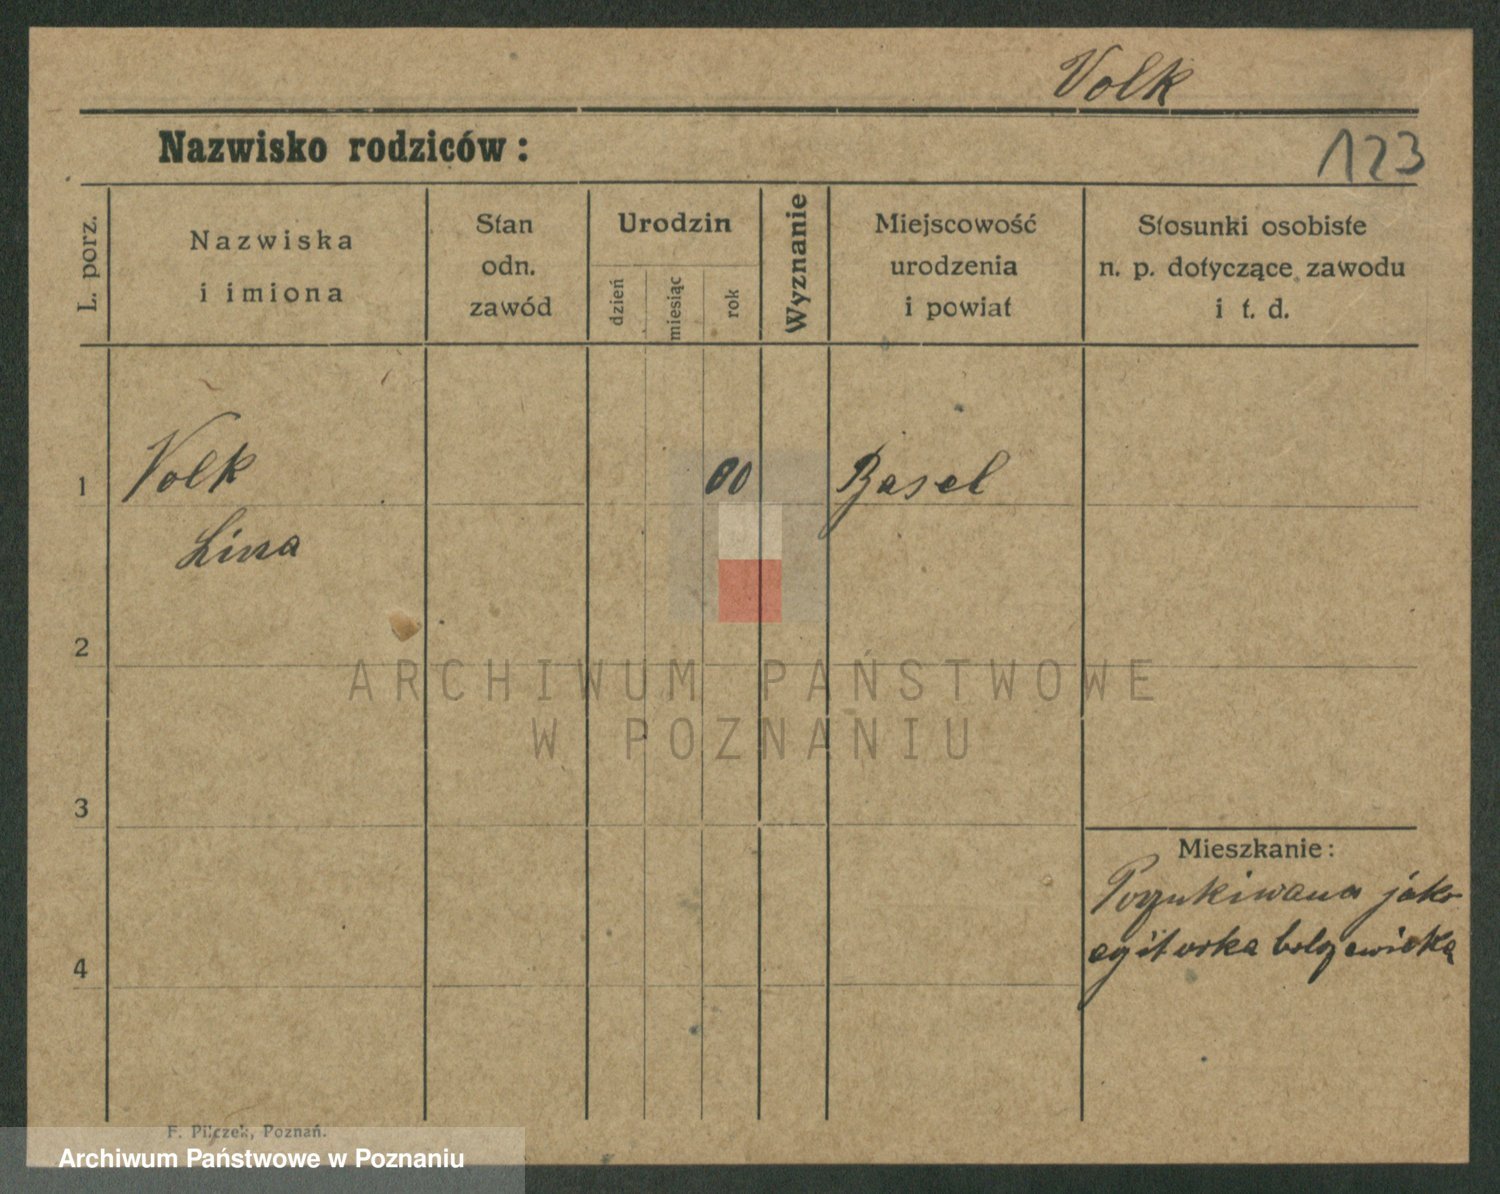 Volk
Nazwisko rodziców :
123
L. porz.
Nazwiska
i imiona
Stan
odn.
zawód
Urodzin
dzień
miesiąc
rok
Wyznanie
Miejscowość
urodzenia
i powiat
Stosunki osobiste
n. p. dotyczące zawodu
i t. d.
1
Volk
00
Basel
Lina
2
ARCHIWUM PAŃSTWOWE
W POZNANIU
3
Mieszkanie :
Poszukiwana jako
agitorka bolszewicka
4
F. Pilczek, Poznań.
Archiwum Państwowe w Poznaniu